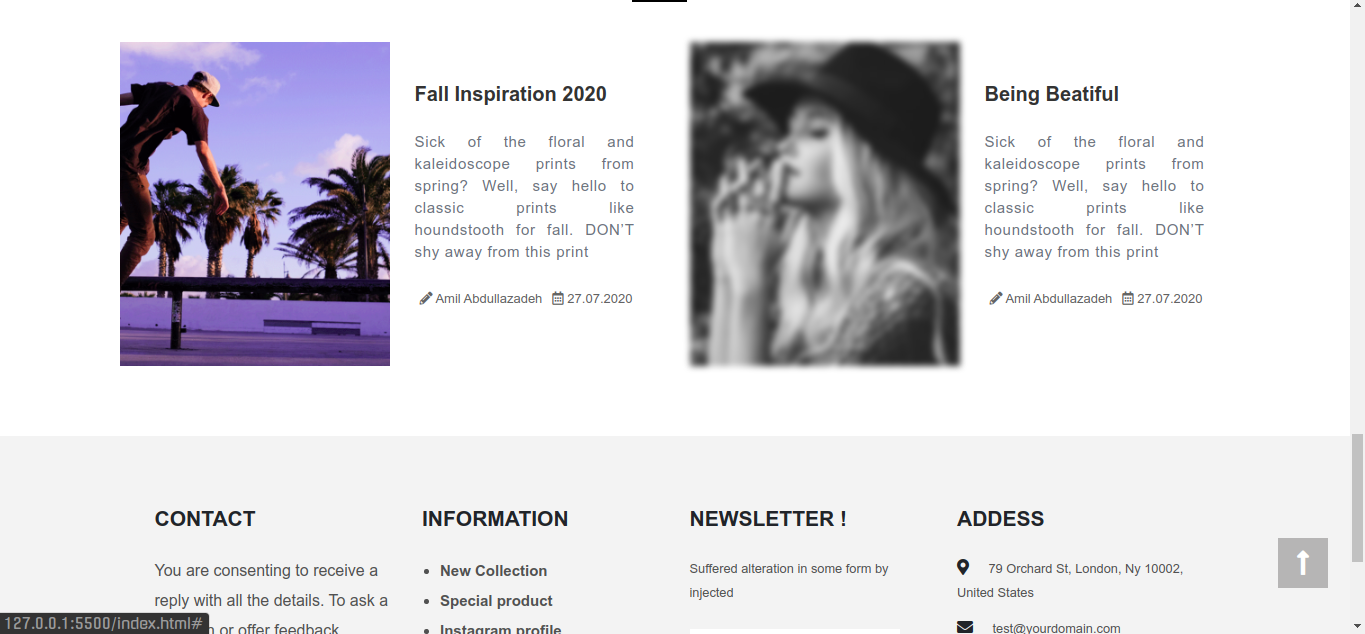 Fall Inspiration 2020
Sick of the floral and
kaleidoscope prints from
spring? Well, say hello to
classic prints like
houndstooth for fall. DON'T
shy away from this print
Amil Abdullazadeh 27.07.2020
Being Beatiful
Sick of the floral and
kaleidoscope prints from
spring? Well, say hello to
classic prints like
houndstooth for fall. DON'T
shy away from this print
Amil Abdullazadeh 27.07.2020
CONTACT
You are consenting to receive a
reply with all the details. To ask a
or offer feedback
INFORMATION
New Collection
Special product
Instagram profile
NEWSLETTER !
Suffered alteration in some form by
injected
ADDESS
79 Orchard St, London, Ny 10002,
United States
test@yourdomain.com
127.0.0.1:5500/index.html#